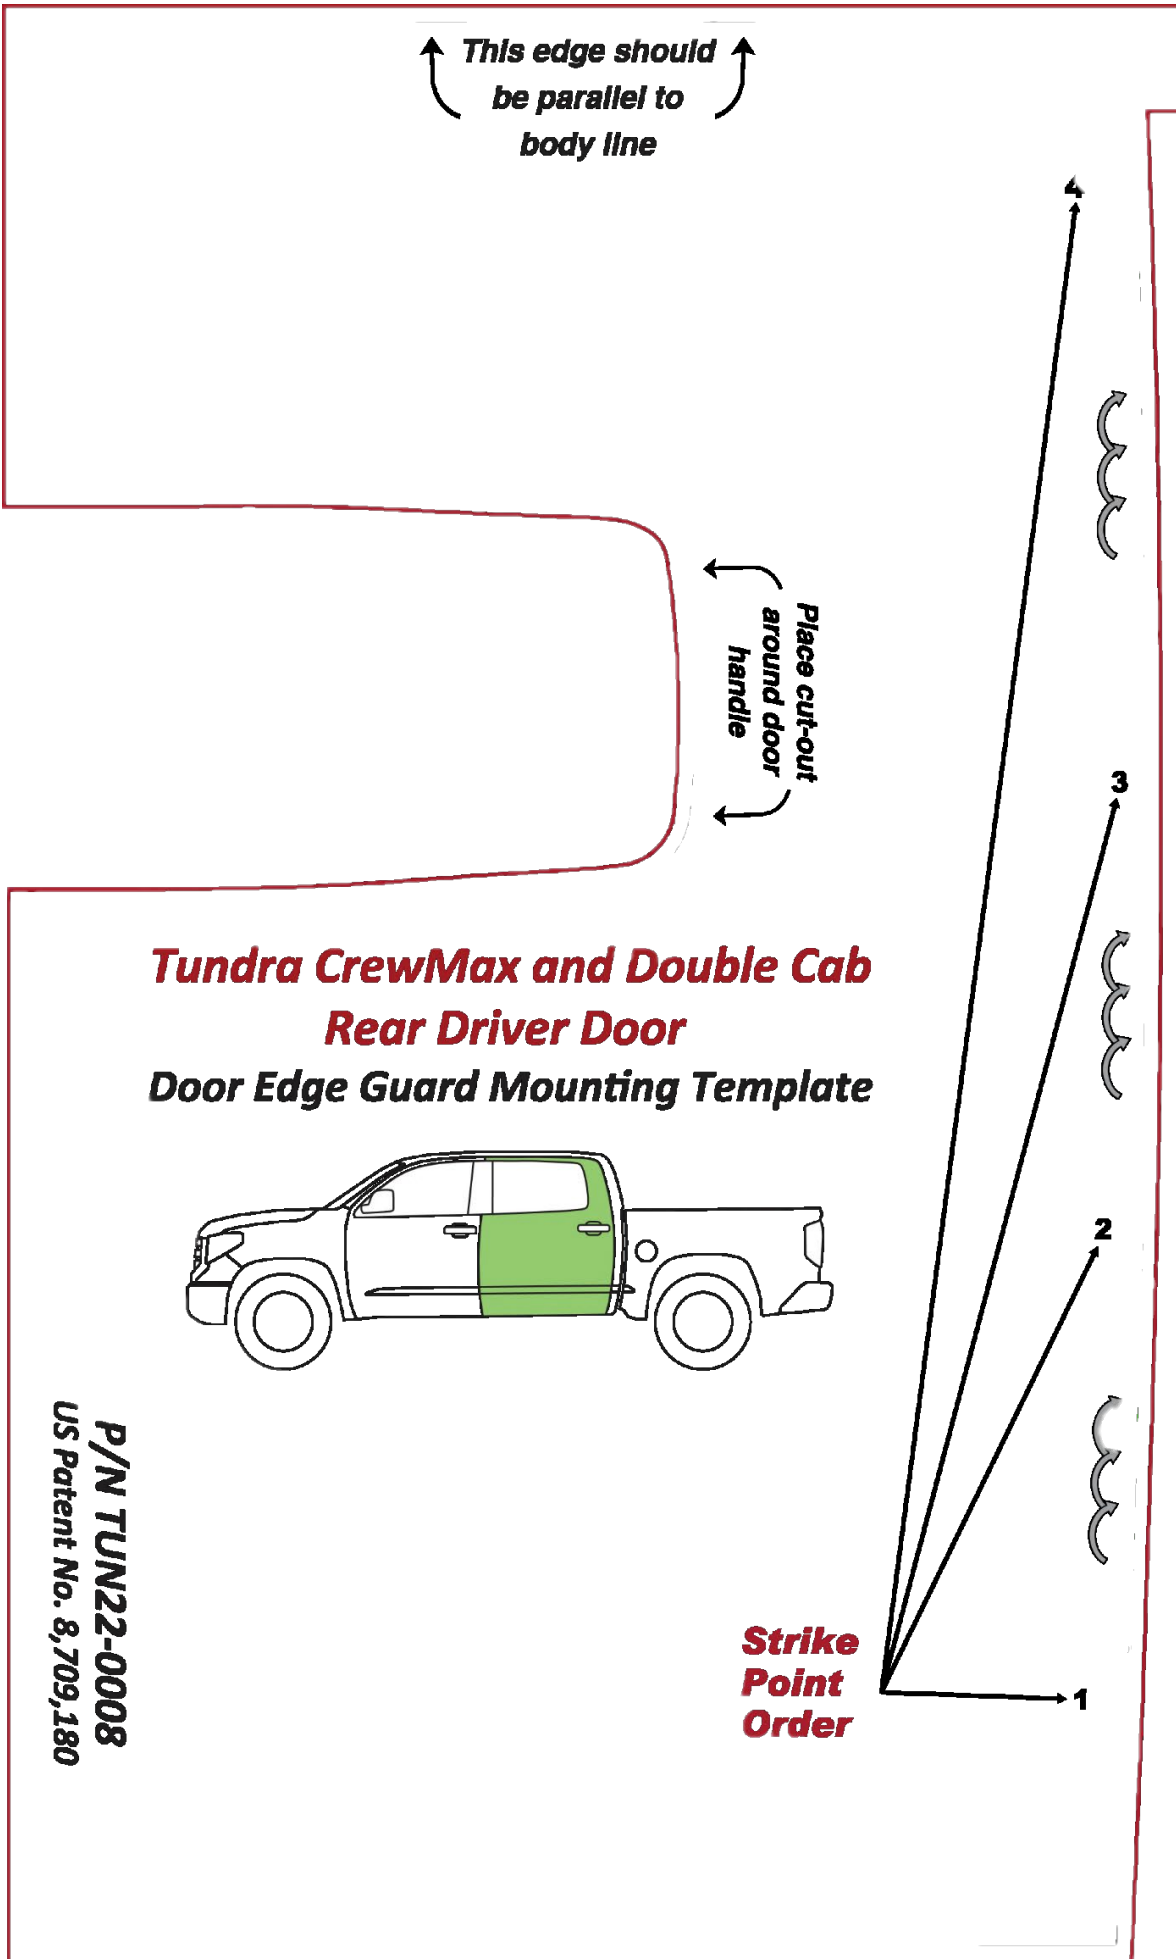 This edge should
be parallel to
body line
4
Place cut-out
around door
handle
3
Tundra CrewMax and Double Cab
Rear Driver Door
Door Edge Guard Mounting Template
2
P/N TUN22-0008
US Patent No. 8,709,180
Strike
Point
Order
1